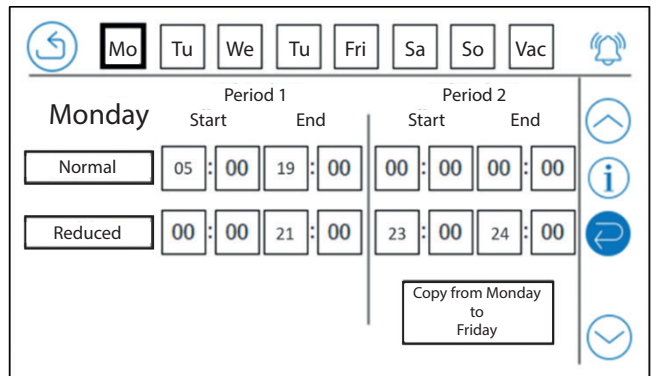 Mo Tu We Tu Fri Sa So Vac
Period 1 Period 2
Monday Start End Start End
Normal 05 : 00 19 : 00 00 : 00 00 : 00
i
Reduced 00 : 00 21 : 00 23 : 00 24 : 00
Copy from Monday
to
Friday